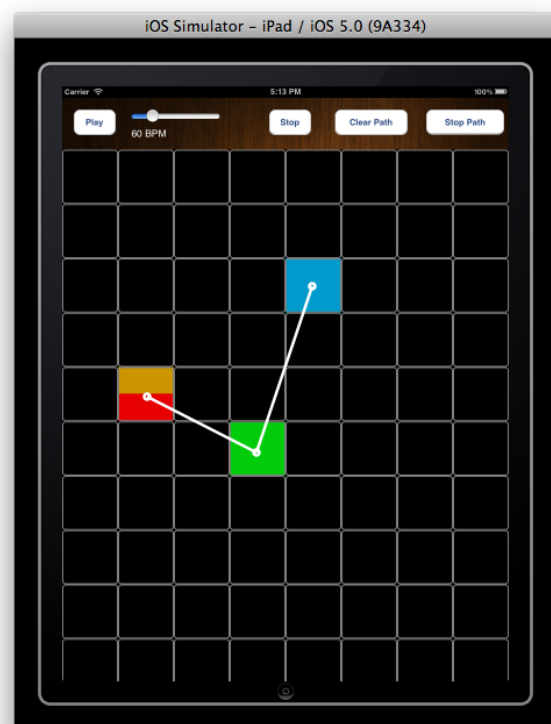 iOS Simulator – iPad / iOS 5.0 (9A334)
Carrier 5:13 PM 100%
Play Stop Clear Path Stop Path
60 BPM